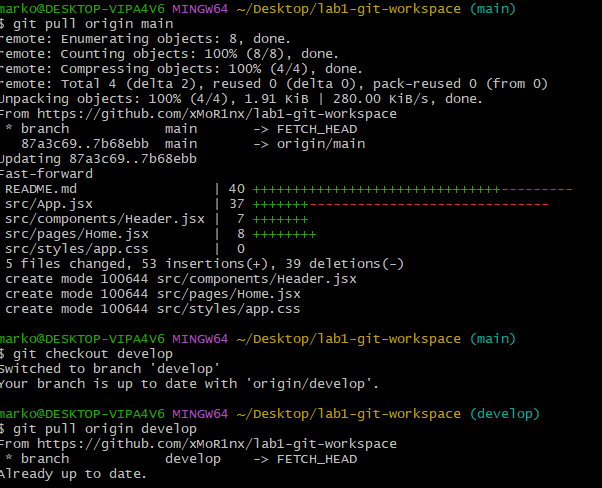 marko@DESKTOP-VIPA4V6 MINGW64 ~/Desktop/lab1-git-workspace (main)
$ git pull origin main
remote: Enumerating objects: 8, done.
remote: Counting objects: 100% (8/8), done.
remote: Compressing objects: 100% (4/4), done.
remote: Total 4 (delta 2), reused 0 (delta 0), pack-reused 0 (from 0)
Unpacking objects: 100% (4/4), 1.91 KiB | 280.00 KiB/s, done.
From https://github.com/xMoR1nx/lab1-git-workspace
 * branch            main       -> FETCH_HEAD
   87a3c69..7b68ebb  main       -> origin/main
Updating 87a3c69..7b68ebb
Fast-forward
 README.md                 | 40 +++++++++++++++++++++++++++++++---------
 src/App.jsx               | 37 +++++++------------------------------
 src/components/Header.jsx |  7 +++++++
 src/pages/Home.jsx        |  8 ++++++++
 src/styles/app.css        |  0
 5 files changed, 53 insertions(+), 39 deletions(-)
 create mode 100644 src/components/Header.jsx
 create mode 100644 src/pages/Home.jsx
 create mode 100644 src/styles/app.css
marko@DESKTOP-VIPA4V6 MINGW64 ~/Desktop/lab1-git-workspace (main)
$ git checkout develop
Switched to branch 'develop'
Your branch is up to date with 'origin/develop'.
marko@DESKTOP-VIPA4V6 MINGW64 ~/Desktop/lab1-git-workspace (develop)
$ git pull origin develop
From https://github.com/xMoR1nx/lab1-git-workspace
 * branch            develop    -> FETCH_HEAD
Already up to date.